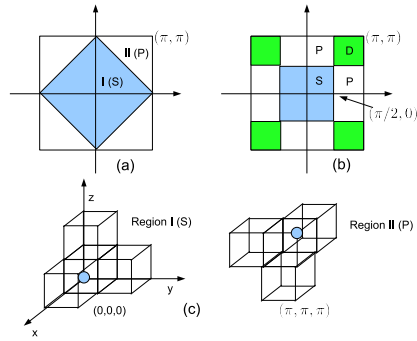 (π, π)
II (P)
I (S)
(a)
(π, π)
P
D
S
P
(π/2, 0)
(b)
z
Region I (S)
y
(0,0,0)
x
(c)
Region II (P)
(π, π, π)